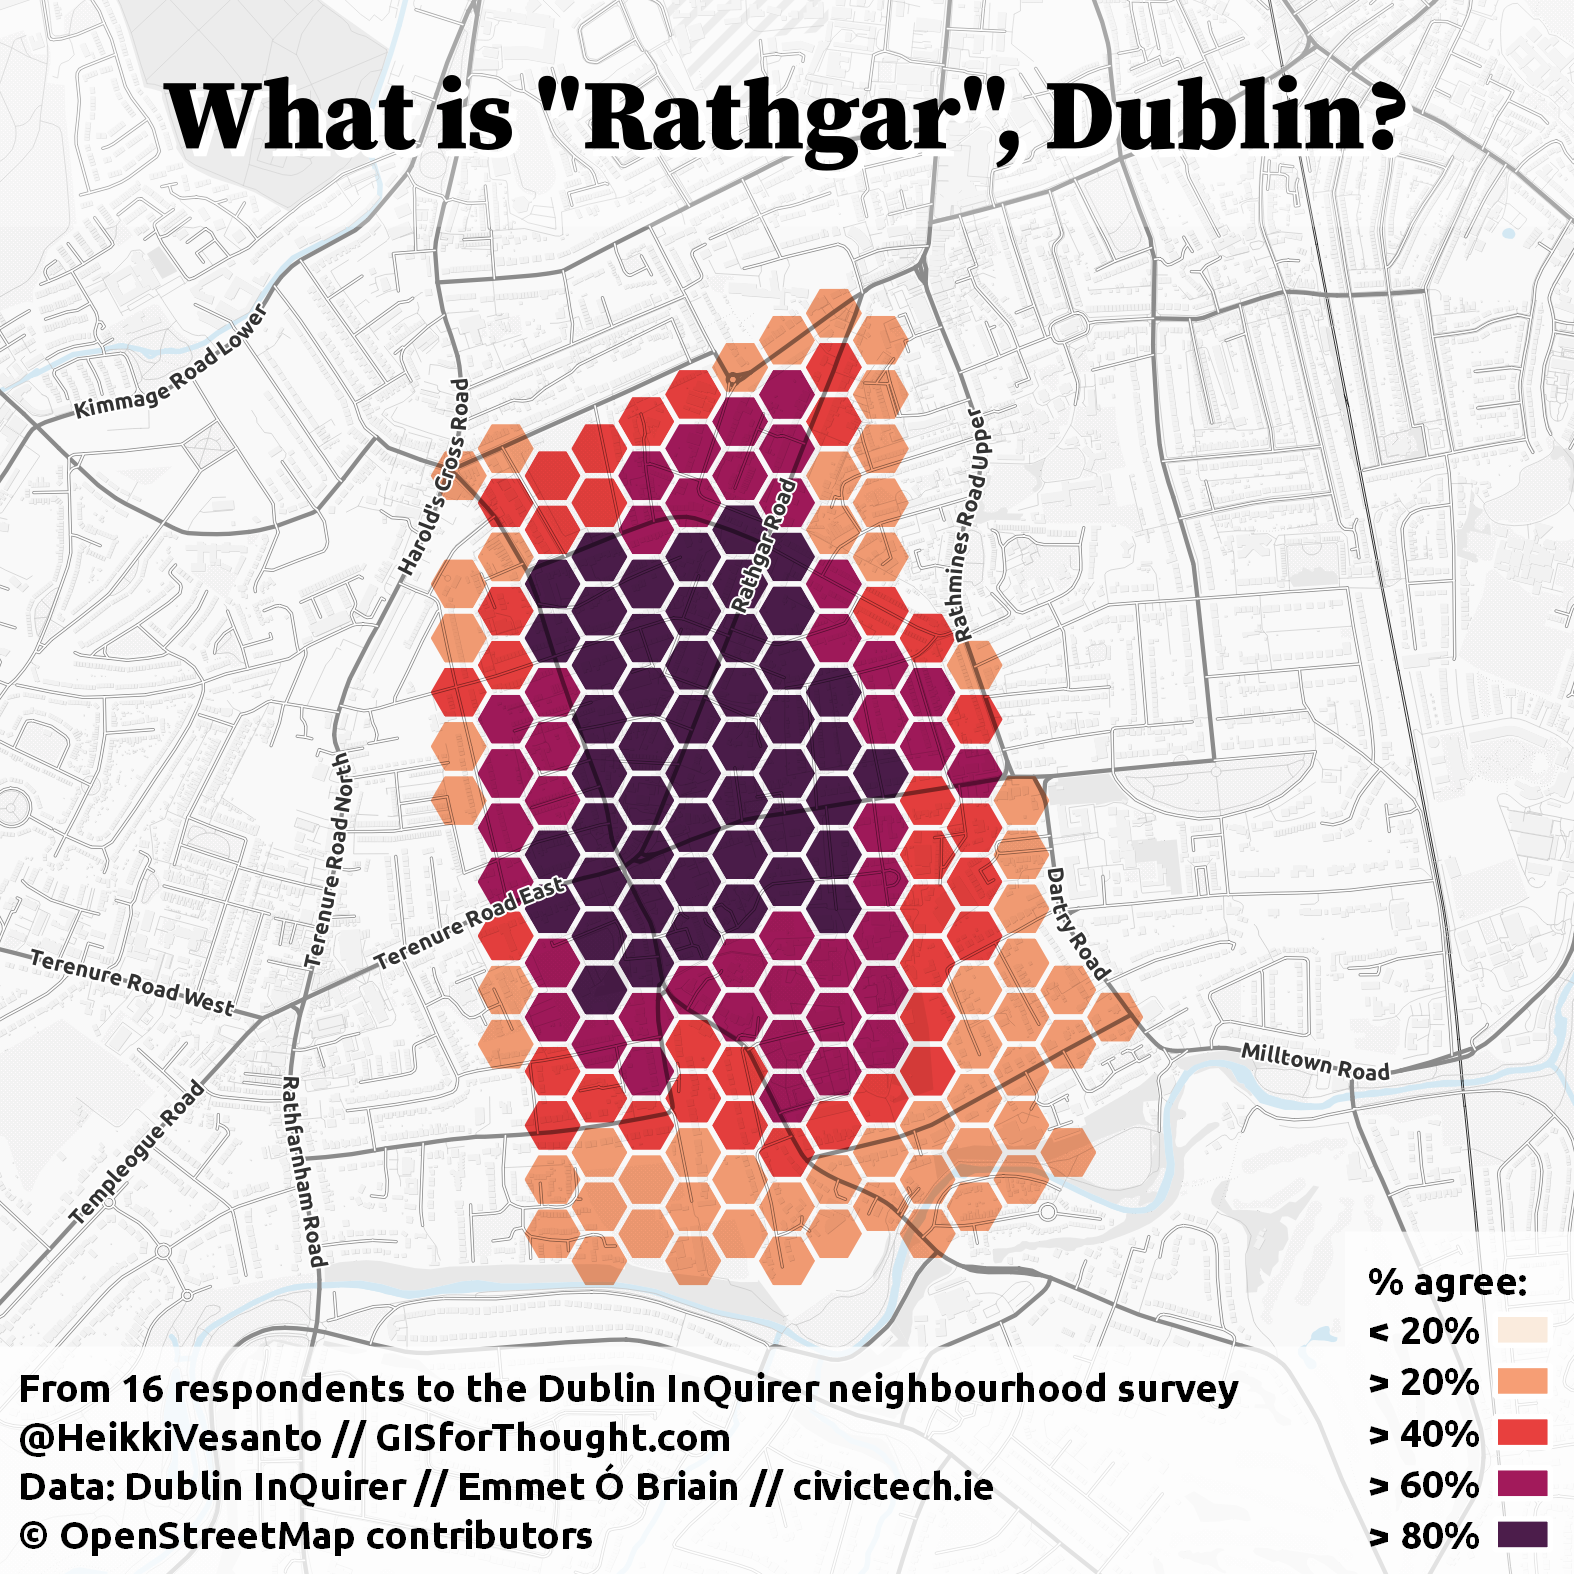 What is "Rathgar", Dublin?
Kimmage Road Lower
Harold's Cross Road
Rathgar Road
Rathmines Road Upper
Terenure Road North
Terenure Road East
Terenure Road West
Dartry Road
Milltown Road
Templeogue Road
Rathfarnham Road
% agree:
< 20%
> 20%
> 40%
> 60%
> 80%
From 16 respondents to the Dublin InQuirer neighbourhood survey
@HeikkiVesanto // GISforThought.com
Data: Dublin InQuirer // Emmet Ó Briain // civictech.ie
© OpenStreetMap contributors